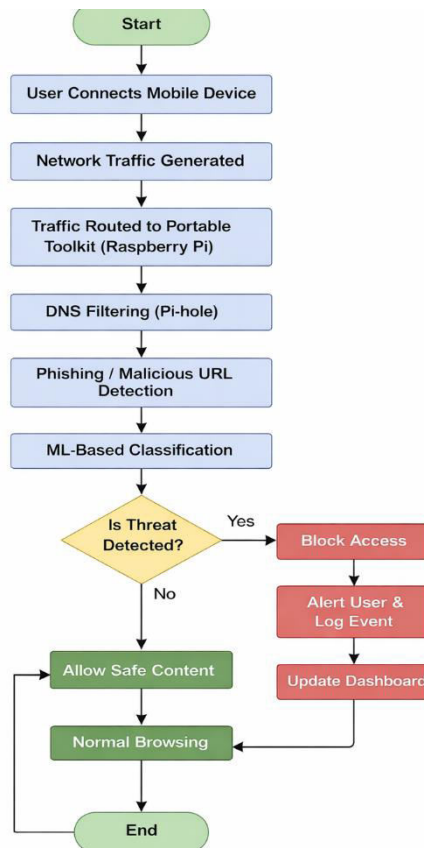 Start
User Connects Mobile Device
Network Traffic Generated
Traffic Routed to Portable
Toolkit (Raspberry Pi)
DNS Filtering (Pi-hole)
Phishing / Malicious URL
Detection
ML-Based Classification
Is Threat
Detected?
Yes
Block Access
No
Alert User &
Log Event
Allow Safe Content
Update Dashboard
Normal Browsing
End